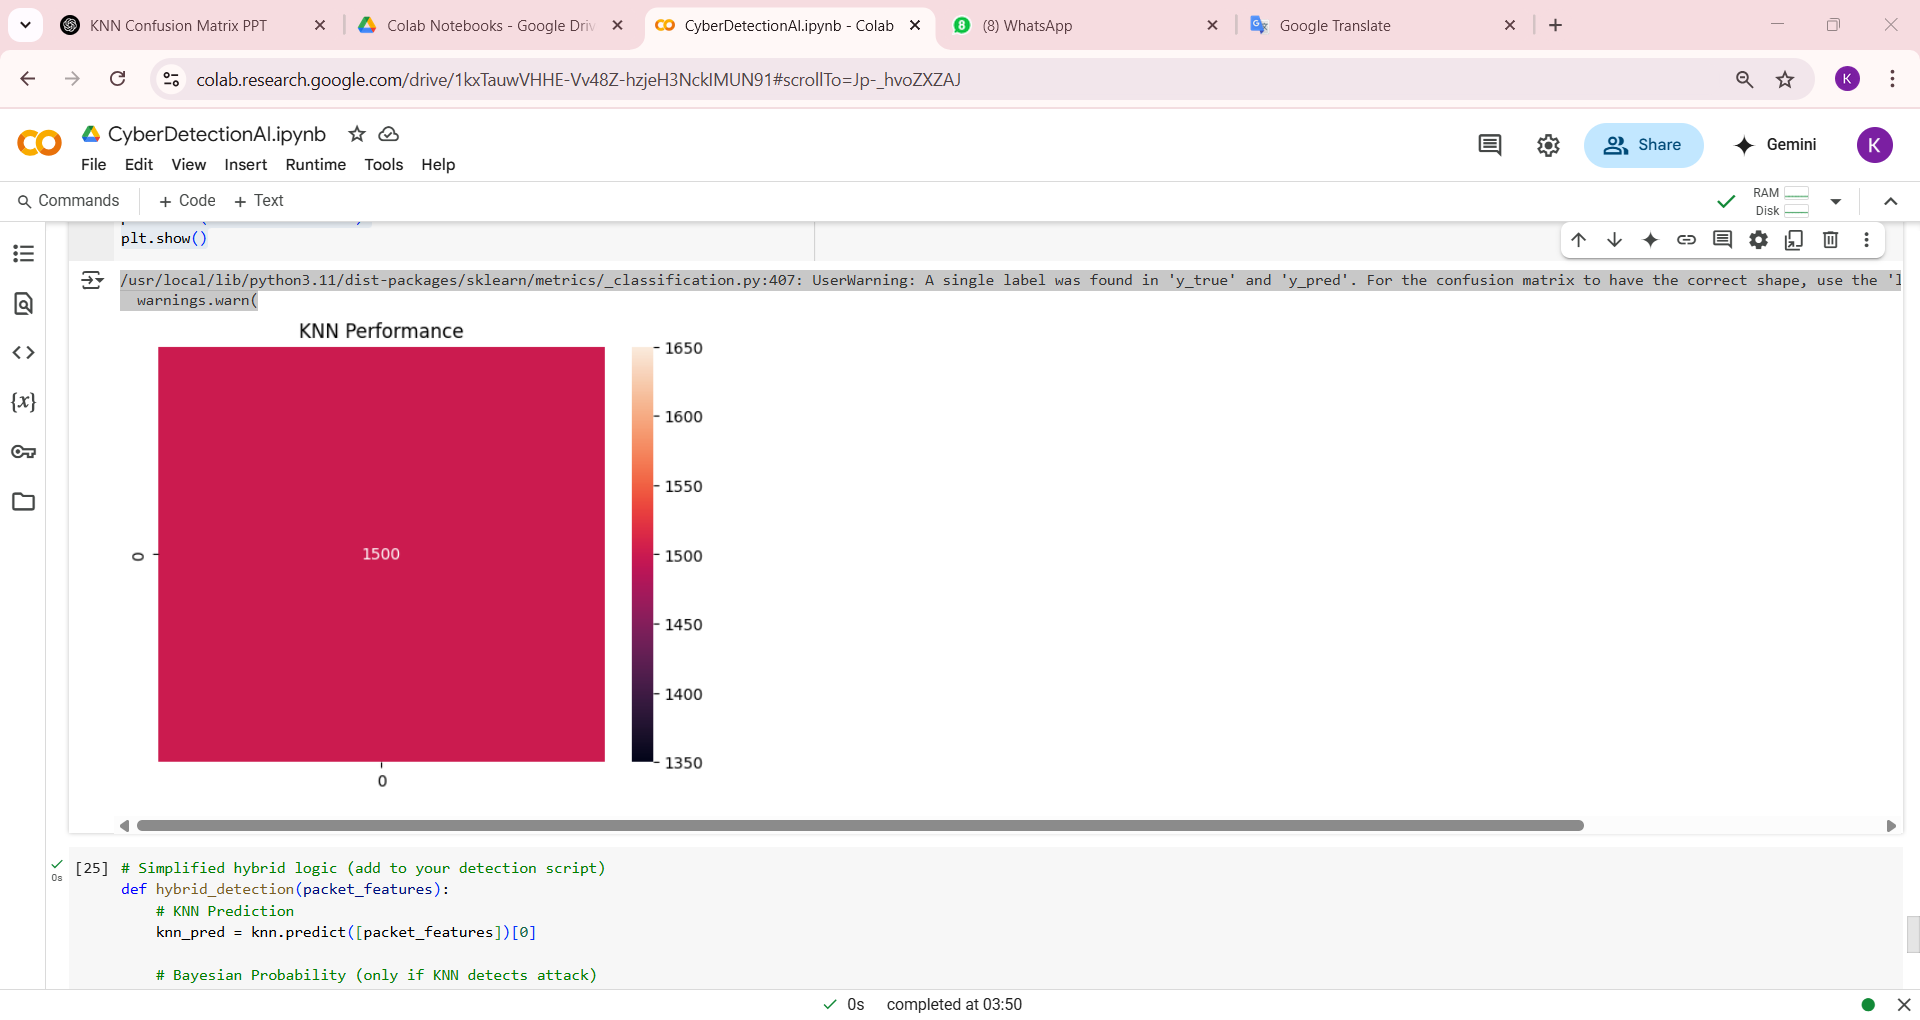 KNN Confusion Matrix PPT
Colab Notebooks - Google Driv
CyberDetectionAI.ipynb - Colab
8
(8) WhatsApp
Google Translate
colab.research.google.com/drive/1kxTauwVHHE-Vv48Z-hzjeH3NckIMUN91#scrollTo=Jp-_hvoZXZAJ
K
CyberDetectionAI.ipynb
File Edit View Insert Runtime Tools Help
Share
Gemini
K
Commands
+ Code + Text
RAM
Disk
plt.show()
/usr/local/lib/python3.11/dist-packages/sklearn/metrics/_classification.py:407: UserWarning: A single label was found in 'y_true' and 'y_pred'. For the confusion matrix to have the correct shape, use the 'l
warnings.warn(
KNN Performance
1650
1600
1550
1500
1450
1400
1350
1500
0
0
[25] # Simplified hybrid logic (add to your detection script)
0s
def hybrid_detection(packet_features):
# KNN Prediction
knn_pred = knn.predict([packet_features])[0]
# Bayesian Probability (only if KNN detects attack)
0s completed at 03:50